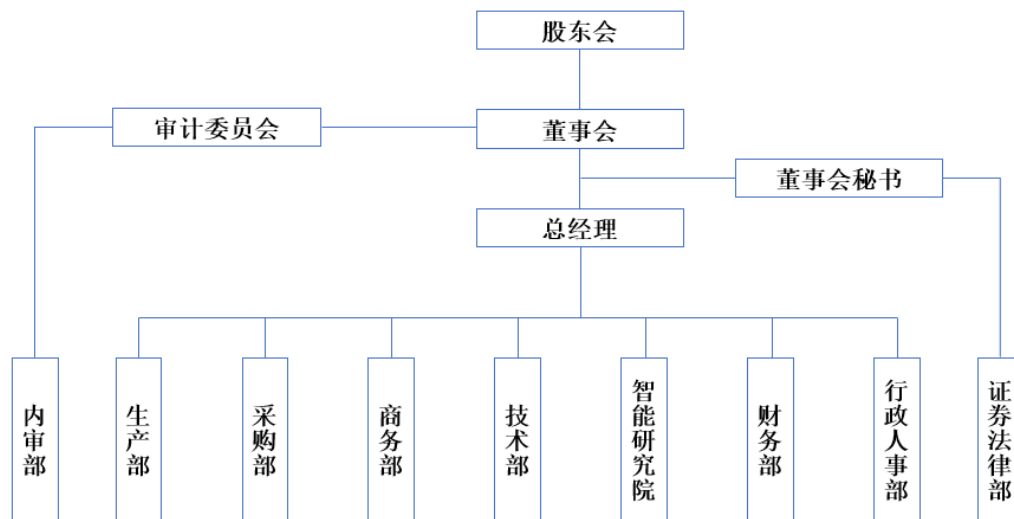 股东会
审计委员会
董事会
董事会秘书
总经理
内审部
生产部
采购部
商务部
技术部
智能研究院
财务部
行政人事部
证券法律部